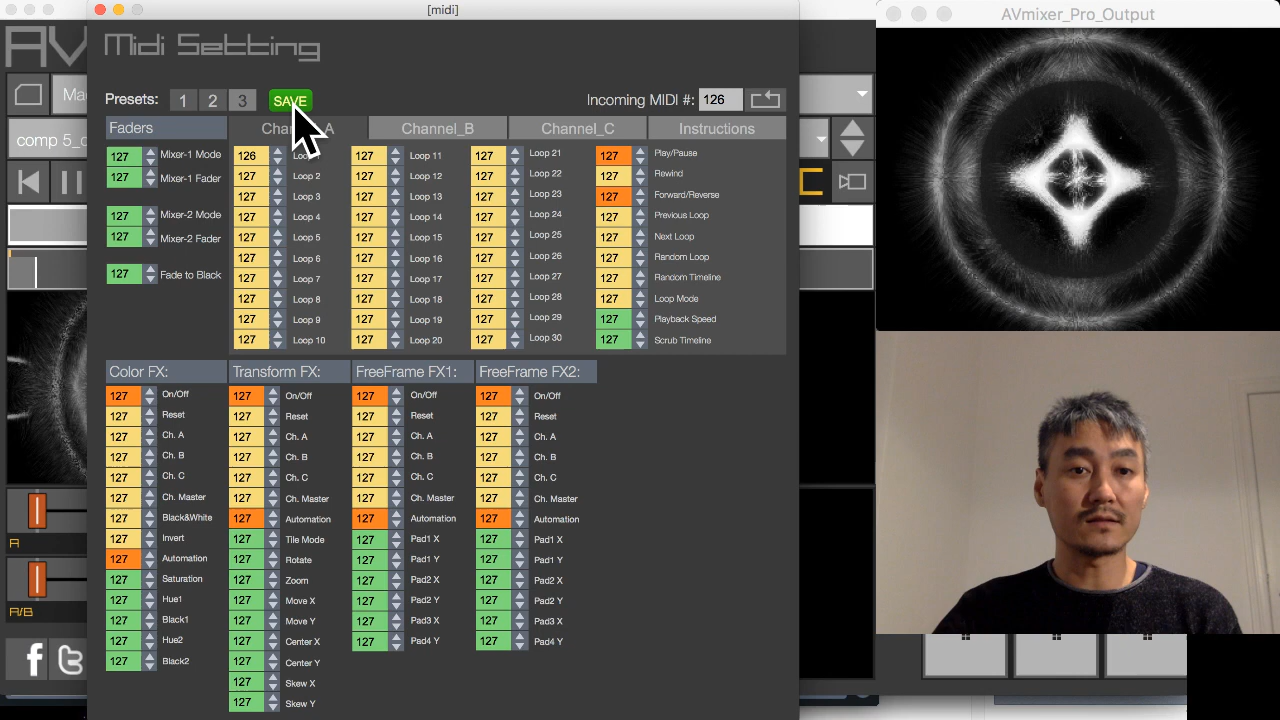 [midi]
AVmixer_Pro_Output
AV
Midi Setting
Presets: 1 2 3 SAVE
Incoming MIDI #: 126
Ma
comp 5_c
Faders
Channel_B
Channel_C
Instructions
127 Mixer-1 Mode
127 Mixer-1 Fader
127 Mixer-2 Mode
127 Mixer-2 Fader
127 Fade to Black
126
127 Loop 2
127 Loop 3
127 Loop 4
127 Loop 5
127 Loop 6
127 Loop 7
127 Loop 8
127 Loop 9
127 Loop 10
127 Loop 11
127 Loop 12
127 Loop 13
127 Loop 14
127 Loop 15
127 Loop 16
127 Loop 17
127 Loop 18
127 Loop 19
127 Loop 20
127 Loop 21
127 Loop 22
127 Loop 23
127 Loop 24
127 Loop 25
127 Loop 26
127 Loop 27
127 Loop 28
127 Loop 29
127 Loop 30
127 Play/Pause
127 Rewind
127 Forward/Reverse
127 Previous Loop
127 Next Loop
127 Random Loop
127 Random Timeline
127 Loop Mode
127 Playback Speed
127 Scrub Timeline
Color FX:
127 On/Off
127 Reset
127 Ch. A
127 Ch. B
127 Ch. C
127 Ch. Master
127 Black&White
127 Invert
127 Automation
127 Saturation
127 Hue1
127 Black1
127 Hue2
127 Black2
Transform FX:
127 On/Off
127 Reset
127 Ch. A
127 Ch. B
127 Ch. C
127 Ch. Master
127 Automation
127 Tile Mode
127 Rotate
127 Zoom
127 Move X
127 Move Y
127 Center X
127 Center Y
127 Skew X
127 Skew Y
FreeFrame FX1:
127 On/Off
127 Reset
127 Ch. A
127 Ch. B
127 Ch. C
127 Ch. Master
127 Automation
127 Pad1 X
127 Pad1 Y
127 Pad2 X
127 Pad2 Y
127 Pad3 X
127 Pad4 Y
FreeFrame FX2:
127 On/Off
127 Reset
127 Ch. A
127 Ch. B
127 Ch. C
127 Ch. Master
127 Automation
127 Pad1 X
127 Pad1 Y
127 Pad2 X
127 Pad2 Y
127 Pad3 X
127 Pad4 Y
A
A/B